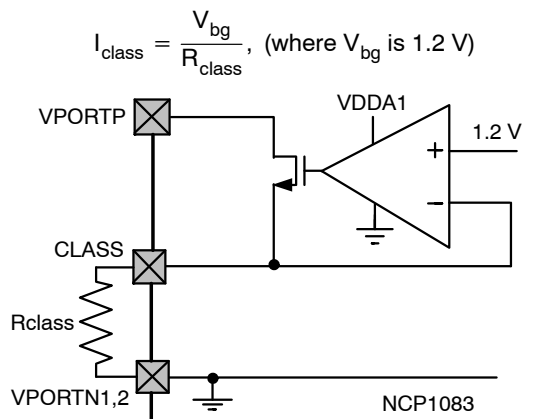 I_class = V_bg / R_class, (where V_bg is 1.2 V)
VPORTP
VDDA1
1.2 V
+
−
CLASS
Rclass
VPORTN1,2
NCP1083